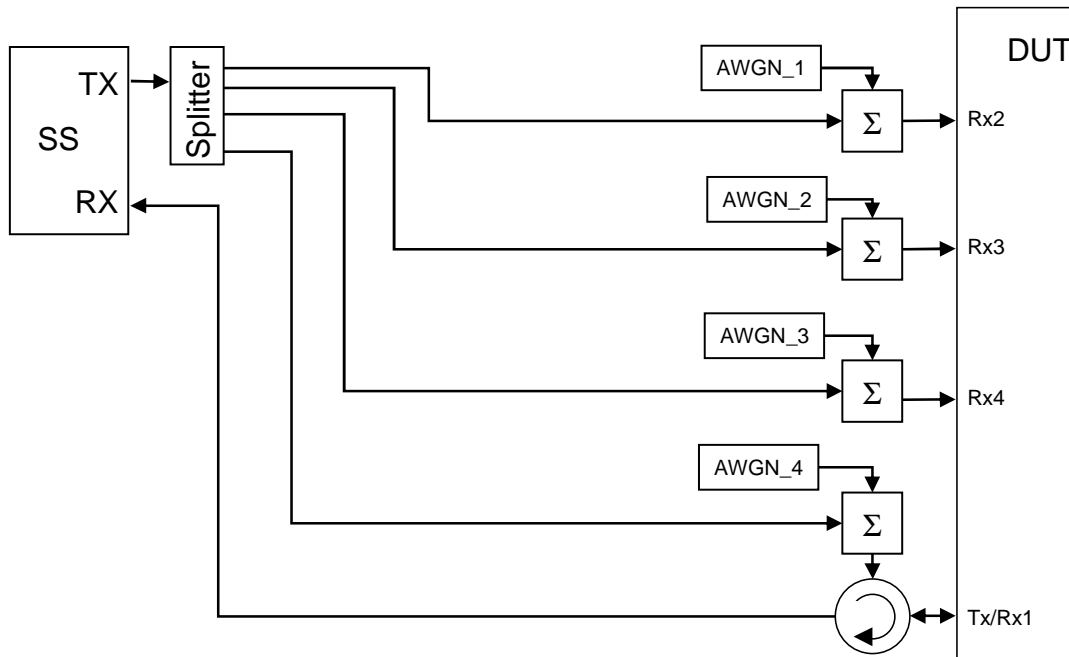 DUT
TX
SS
RX
Splitter
AWGN_1
Σ
Rx2
AWGN_2
Σ
Rx3
AWGN_3
Σ
Rx4
AWGN_4
Σ
Tx/Rx1